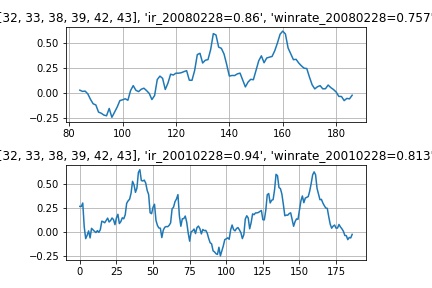 [32, 33, 38, 39, 42, 43], 'ir_20080228=0.86', 'winrate_20080228=0.757'
0.50
0.25
0.00
−0.25
80 100 120 140 160 180
[32, 33, 38, 39, 42, 43], 'ir_20010228=0.94', 'winrate_20010228=0.813'
0.50
0.25
0.00
−0.25
0 25 50 75 100 125 150 175